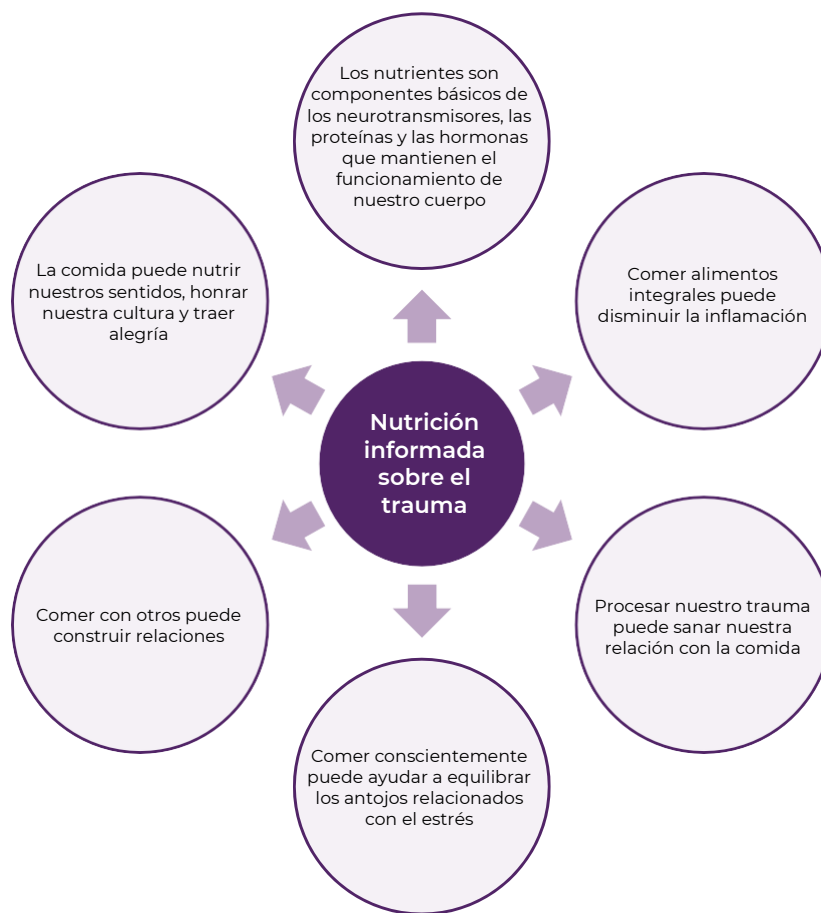 Los nutrientes son
componentes básicos de
los neurotransmisores, las
proteínas y las hormonas
que mantienen el
funcionamiento de
nuestro cuerpo
Comer alimentos
integrales puede
disminuir la inflamación
Procesar nuestro trauma
puede sanar nuestra
relación con la comida
Comer conscientemente
puede ayudar a equilibrar
los antojos relacionados
con el estrés
Comer con otros puede
construir relaciones
La comida puede nutrir
nuestros sentidos, honrar
nuestra cultura y traer
alegría
Nutrición
informada
sobre el
trauma